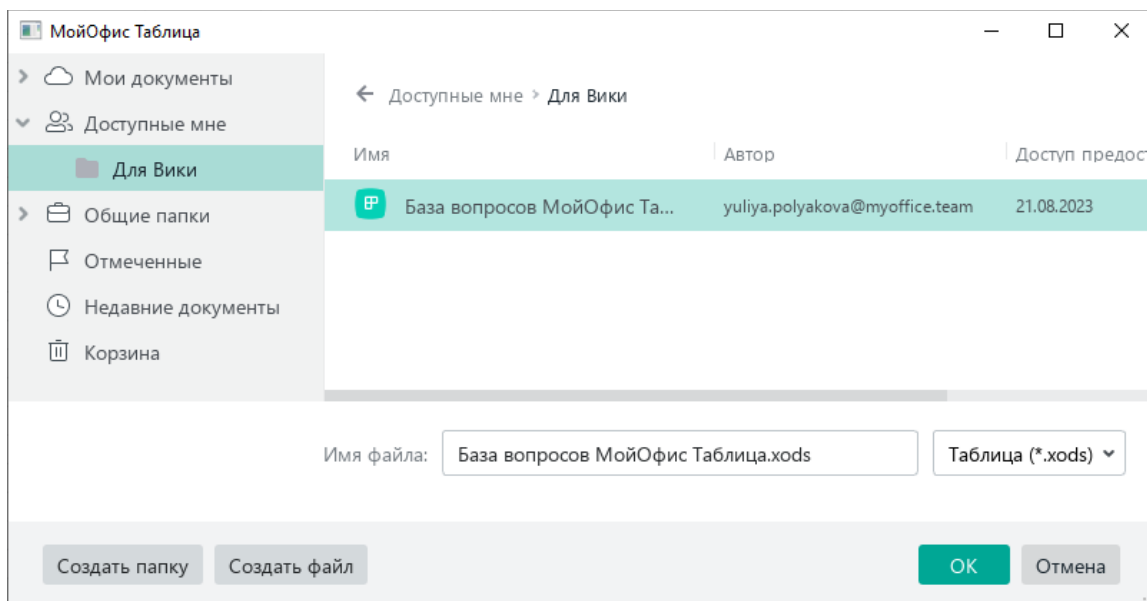 МойОфис Таблица
Мои документы
Доступные мне
Для Вики
Общие папки
Отмеченные
Недавние документы
Корзина
Доступные мне > Для Вики
Имя Автор Доступ предост
База вопросов МойОфис Та... yuliya.polyakova@myoffice.team 21.08.2023
Имя файла: База вопросов МойОфис Таблица.xods Таблица (*.xods)
Создать папку Создать файл OK Отмена